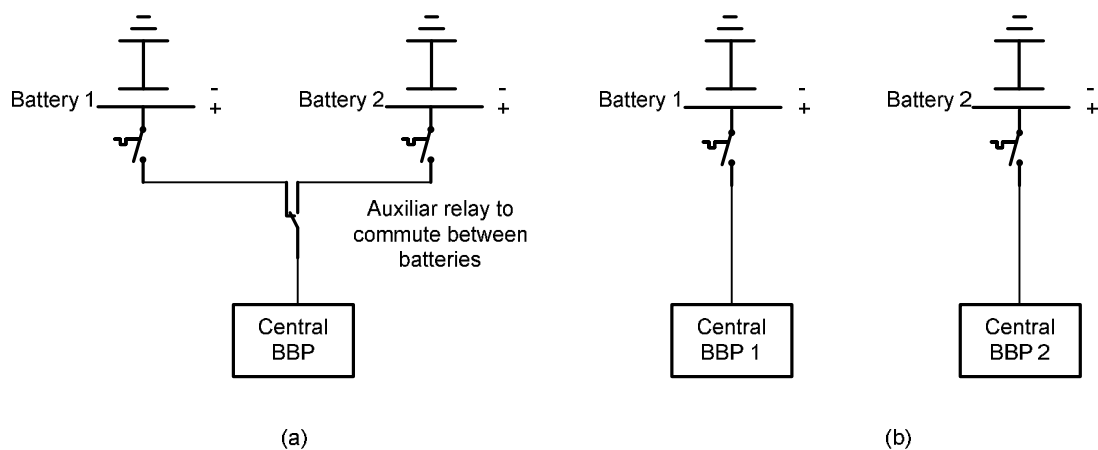 Battery 1
-
+
Battery 2
-
+
Auxiliar relay to
commute between
batteries
Central
BBP
(a)
Battery 1
-
+
Battery 2
-
+
Central
BBP 1
Central
BBP 2
(b)